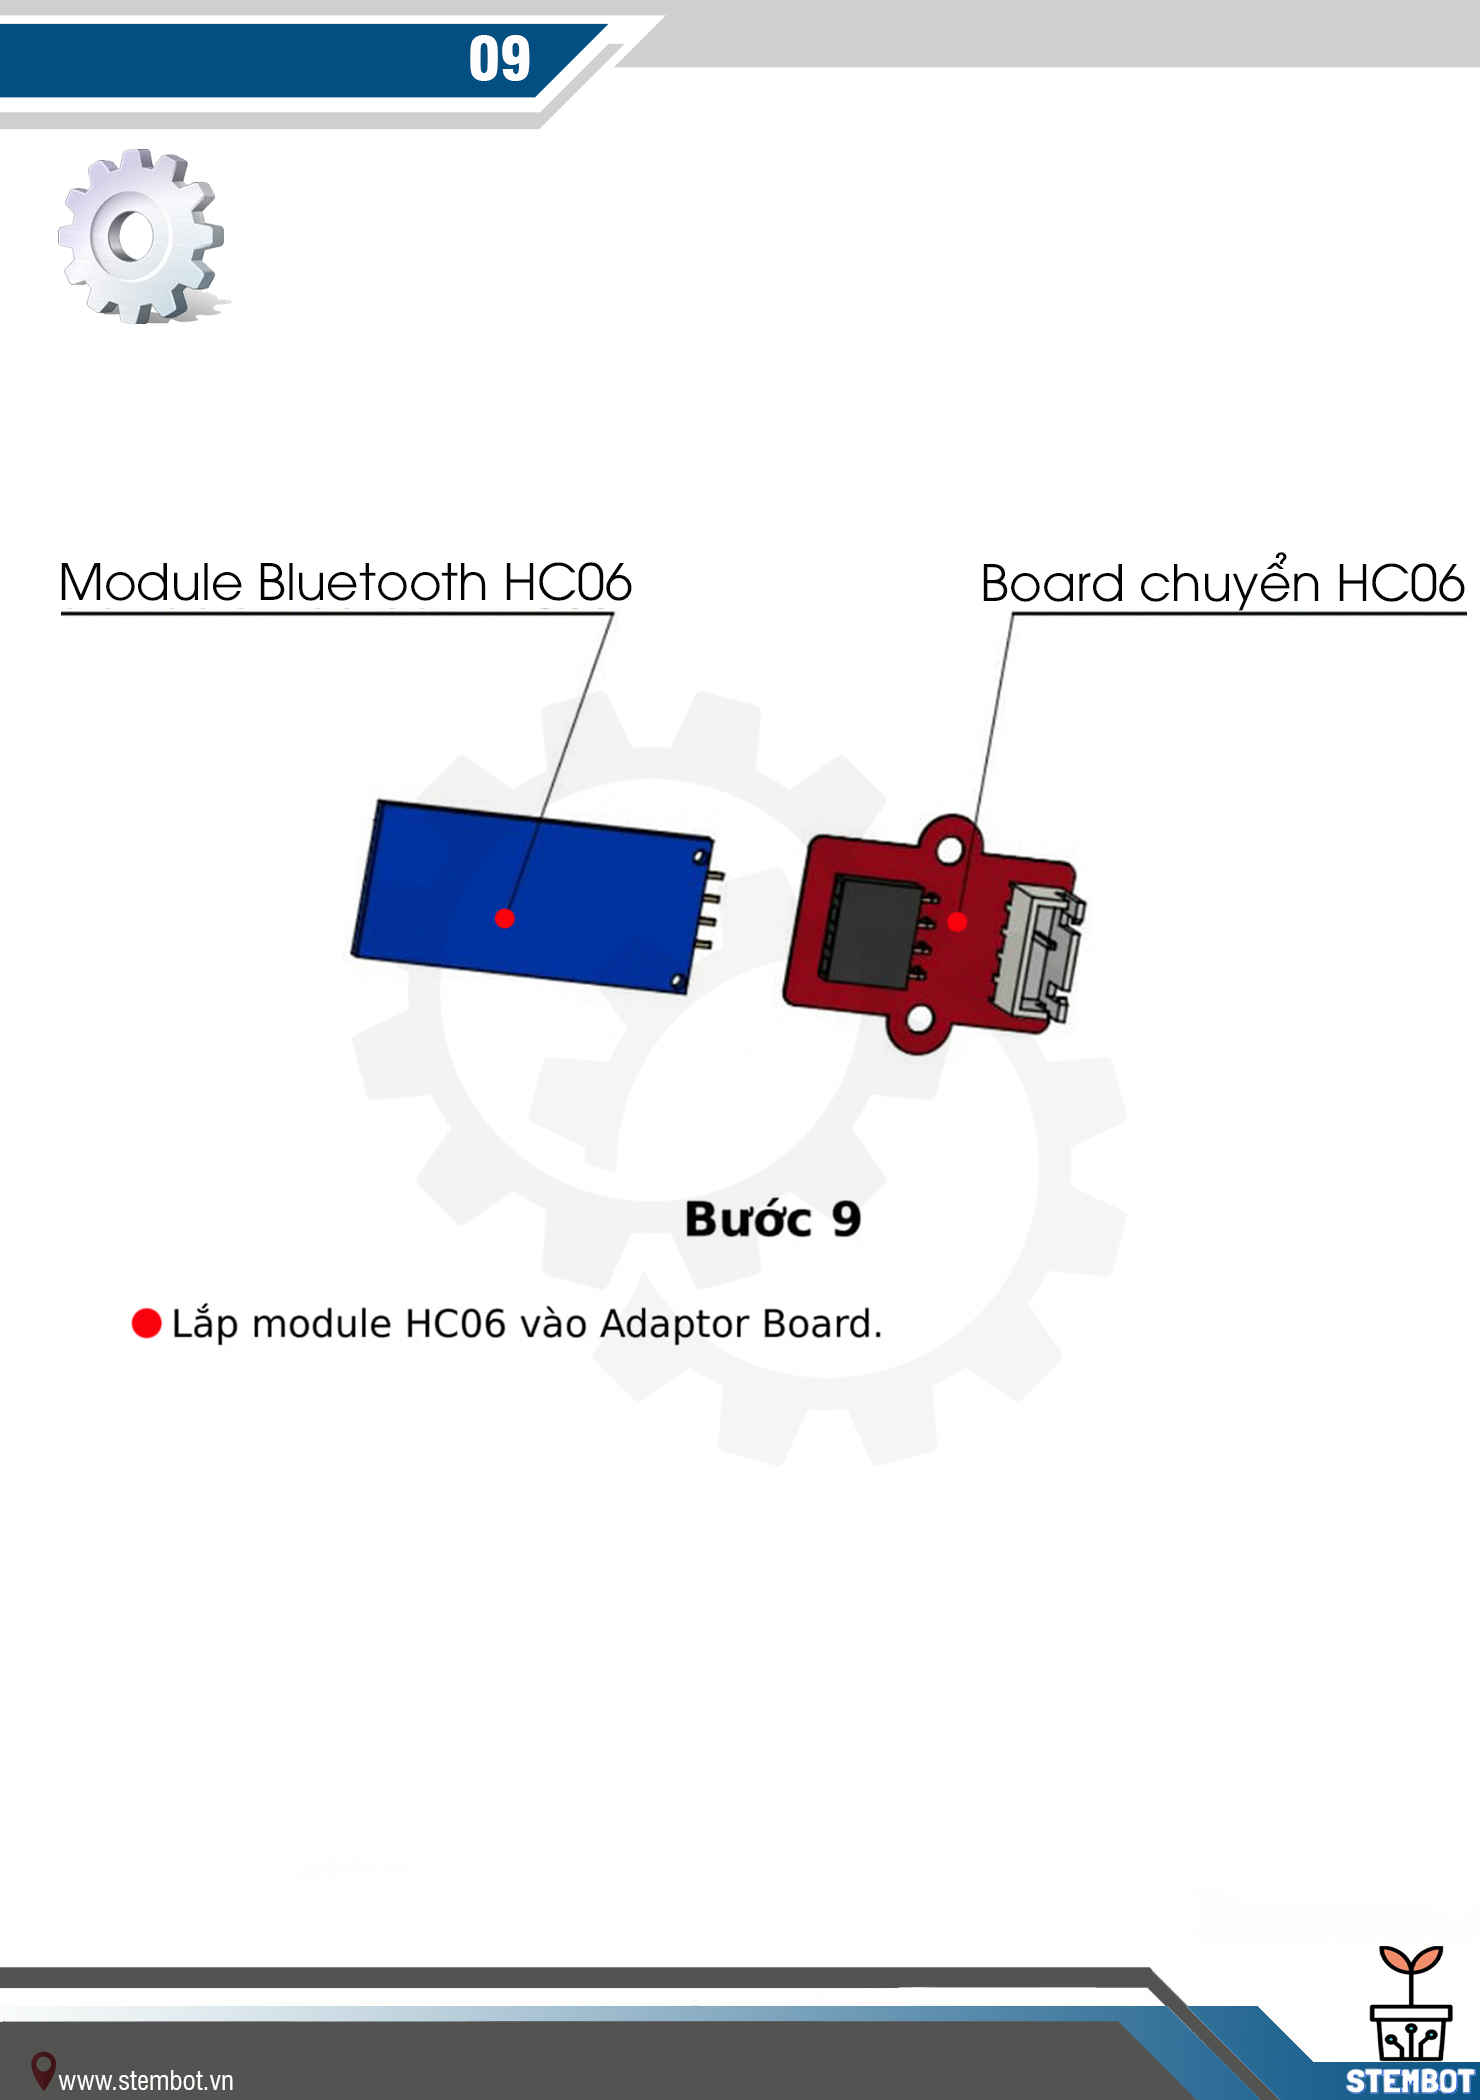 09
Module Bluetooth HC06
Board chuyển HC06
Bước 9
Lắp module HC06 vào Adaptor Board.
www.stembot.vn
STEMBOT